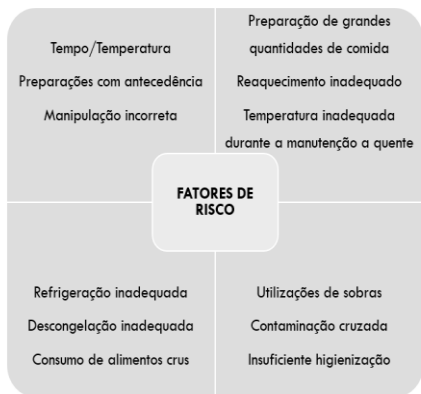 Tempo/Temperatura
Preparações com antecedência
Manipulação incorreta
Preparação de grandes
quantidades de comida
Reaquecimento inadequado
Temperatura inadequada
durante a manutenção a quente
FATORES DE
RISCO
Refrigeração inadequada
Descongelação inadequada
Consumo de alimentos crus
Utilizações de sobras
Contaminação cruzada
Insuficiente higienização